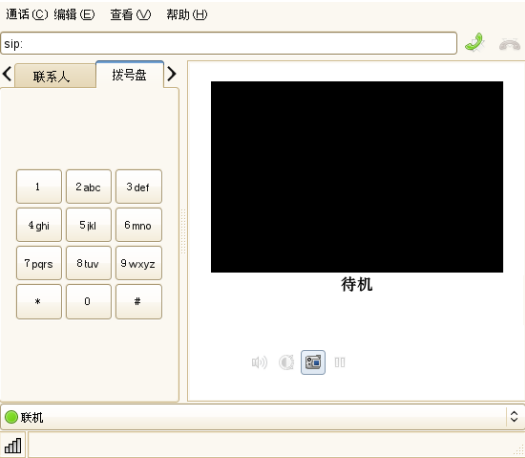 通话(C) 编辑(E) 查看(V) 帮助(H)
sip:
联系人 拨号盘
1 2 abc 3 def
4 ghi 5 jkl 6 mno
7 pqrs 8 tuv 9 wxyz
* 0 #
待机
联机